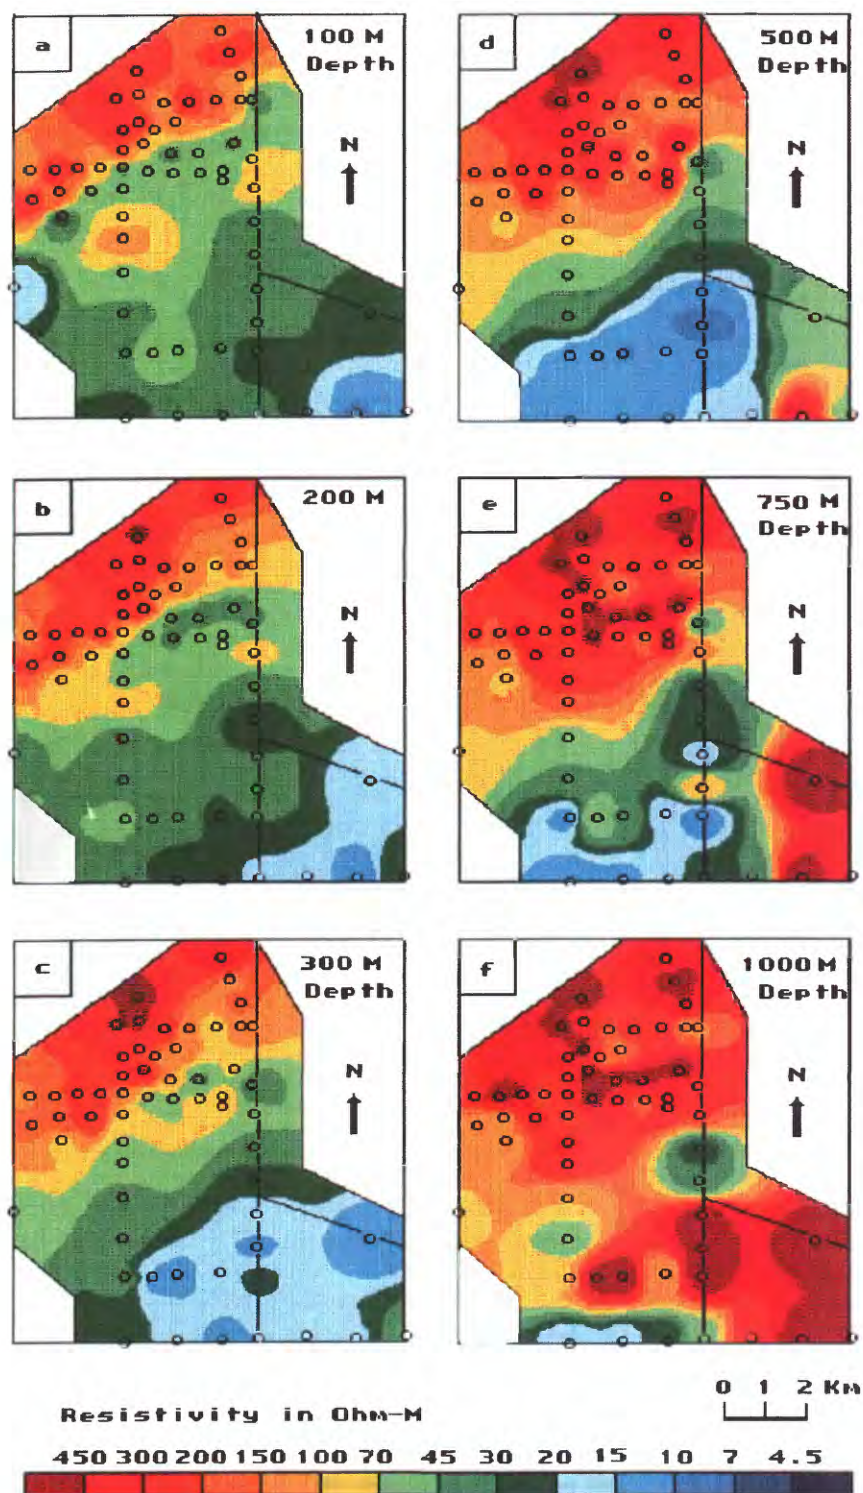 a
100 M
Depth
N
d
500 M
Depth
N
b
200 M
N
e
750 M
Depth
N
c
300 M
Depth
N
f
1000 M
Depth
N
0 1 2 Km
Resistivity in Ohm-M
450 300 200 150 100 70 45 30 20 15 10 7 4.5